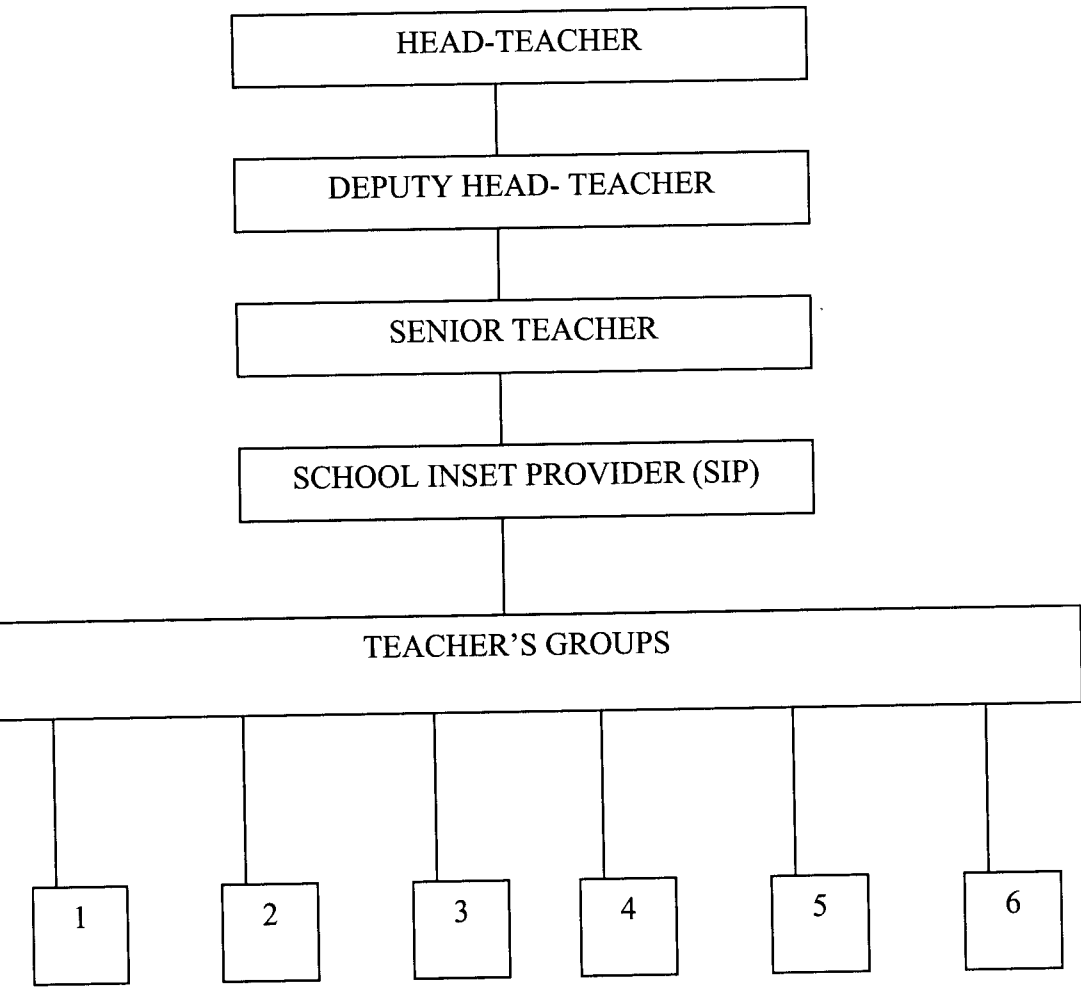 HEAD-TEACHER
DEPUTY HEAD- TEACHER
SENIOR TEACHER
SCHOOL INSET PROVIDER (SIP)
TEACHER’S GROUPS
1 2 3 4 5 6